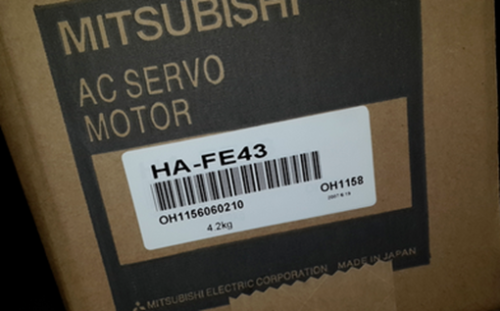 MITSUBISHI
AC SERVO
MOTOR
HA-FE43
OH1156060210
OH1158
4.2kg
MITSUBISHI ELECTRIC CORPORATION MADE IN JAPAN